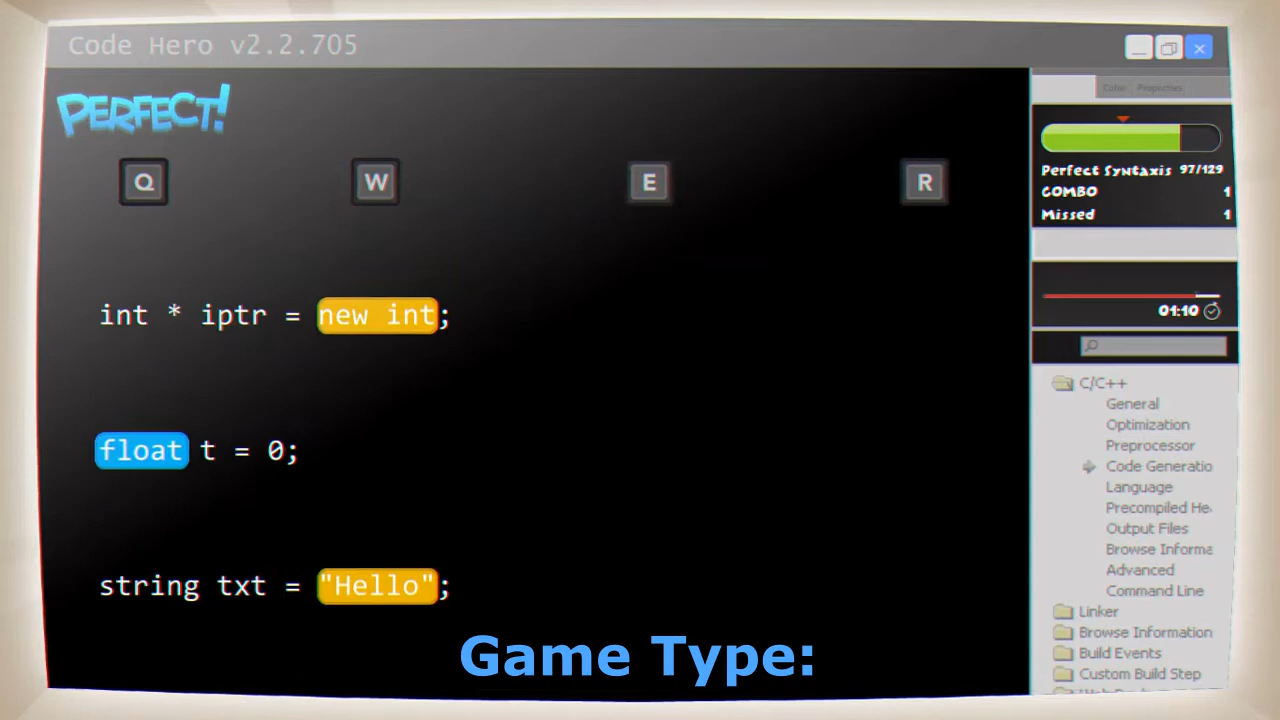 Code Hero v2.2.705
PERFECT!
Q W E R
int * iptr = new int;
float t = 0;
string txt = "Hello";
Game Type:
Color Properties
Perfect Syntaxis 97/129
COMBO 1
Missed 1
01:10
C/C++
General
Optimization
Preprocessor
Code Generatio
Language
Precompiled He
Output Files
Browse Informa
Advanced
Command Line
Linker
Browse Information
Build Events
Custom Build Step